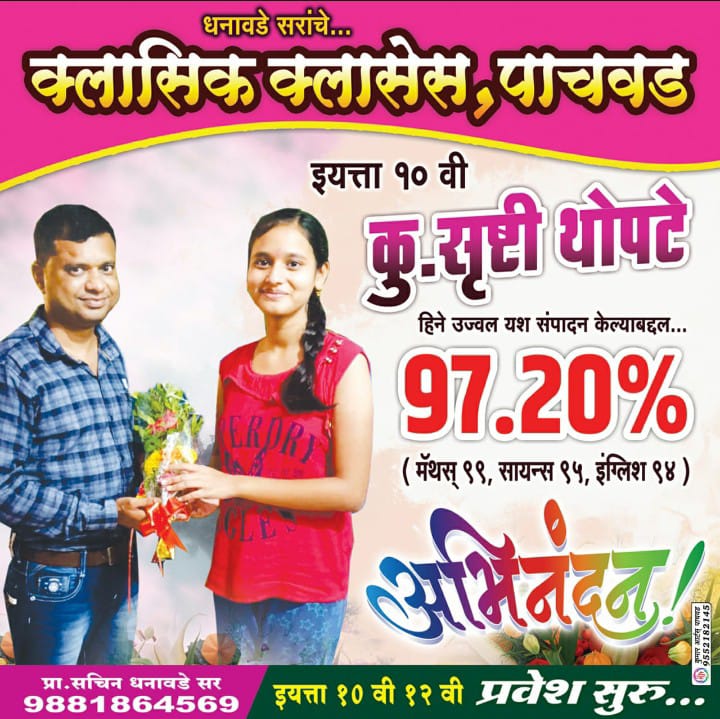 धनावडे सरांचे...
क्लासिक क्लासेस, पाचवड
इयत्ता १० वी
कु. सृष्टी थोपटे
हिने उज्वल यश संपादन केल्याबद्दल...
97.20%
( मॅथस् ९९, सायन्स ९५, इंग्लिश ९४ )
अभिनंदन !
प्रा. सचिन धनावडे सर
9881864569
इयत्ता १० वी १२ वी प्रवेश सुरू...
9552182145